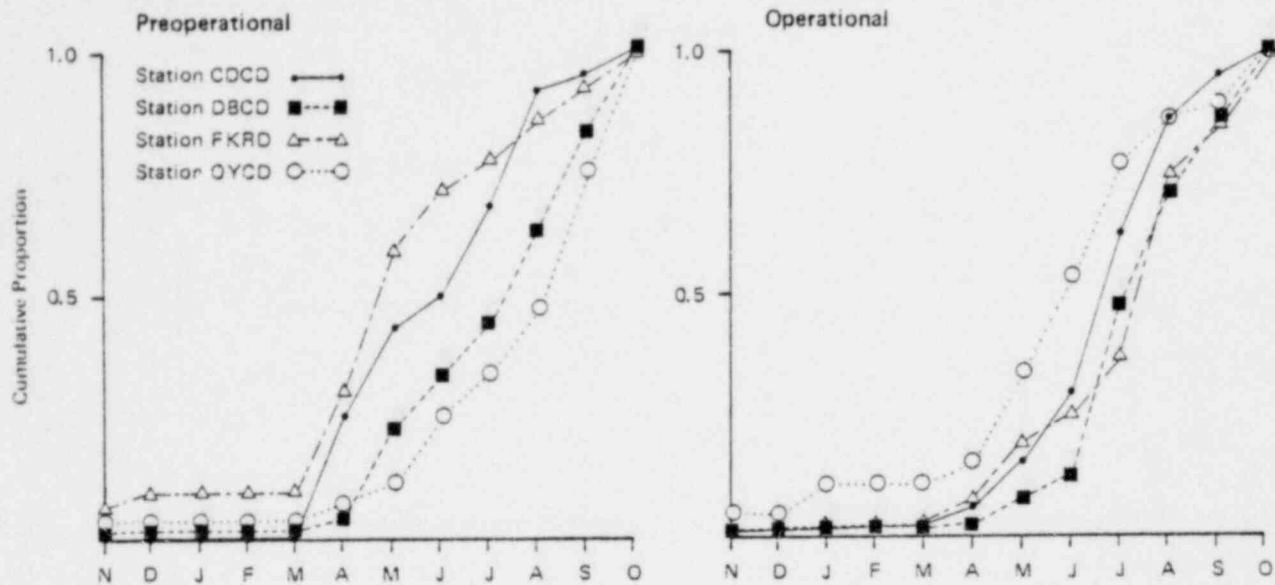 Preoperational
Operational
1.0
Station CDCD
Station DBCD
Station FKRD
Station OYCD
0.5
Cumulative Proportion
N D J F M A M J J A S O
1.0
0.5
N D J F M A M J J A S O